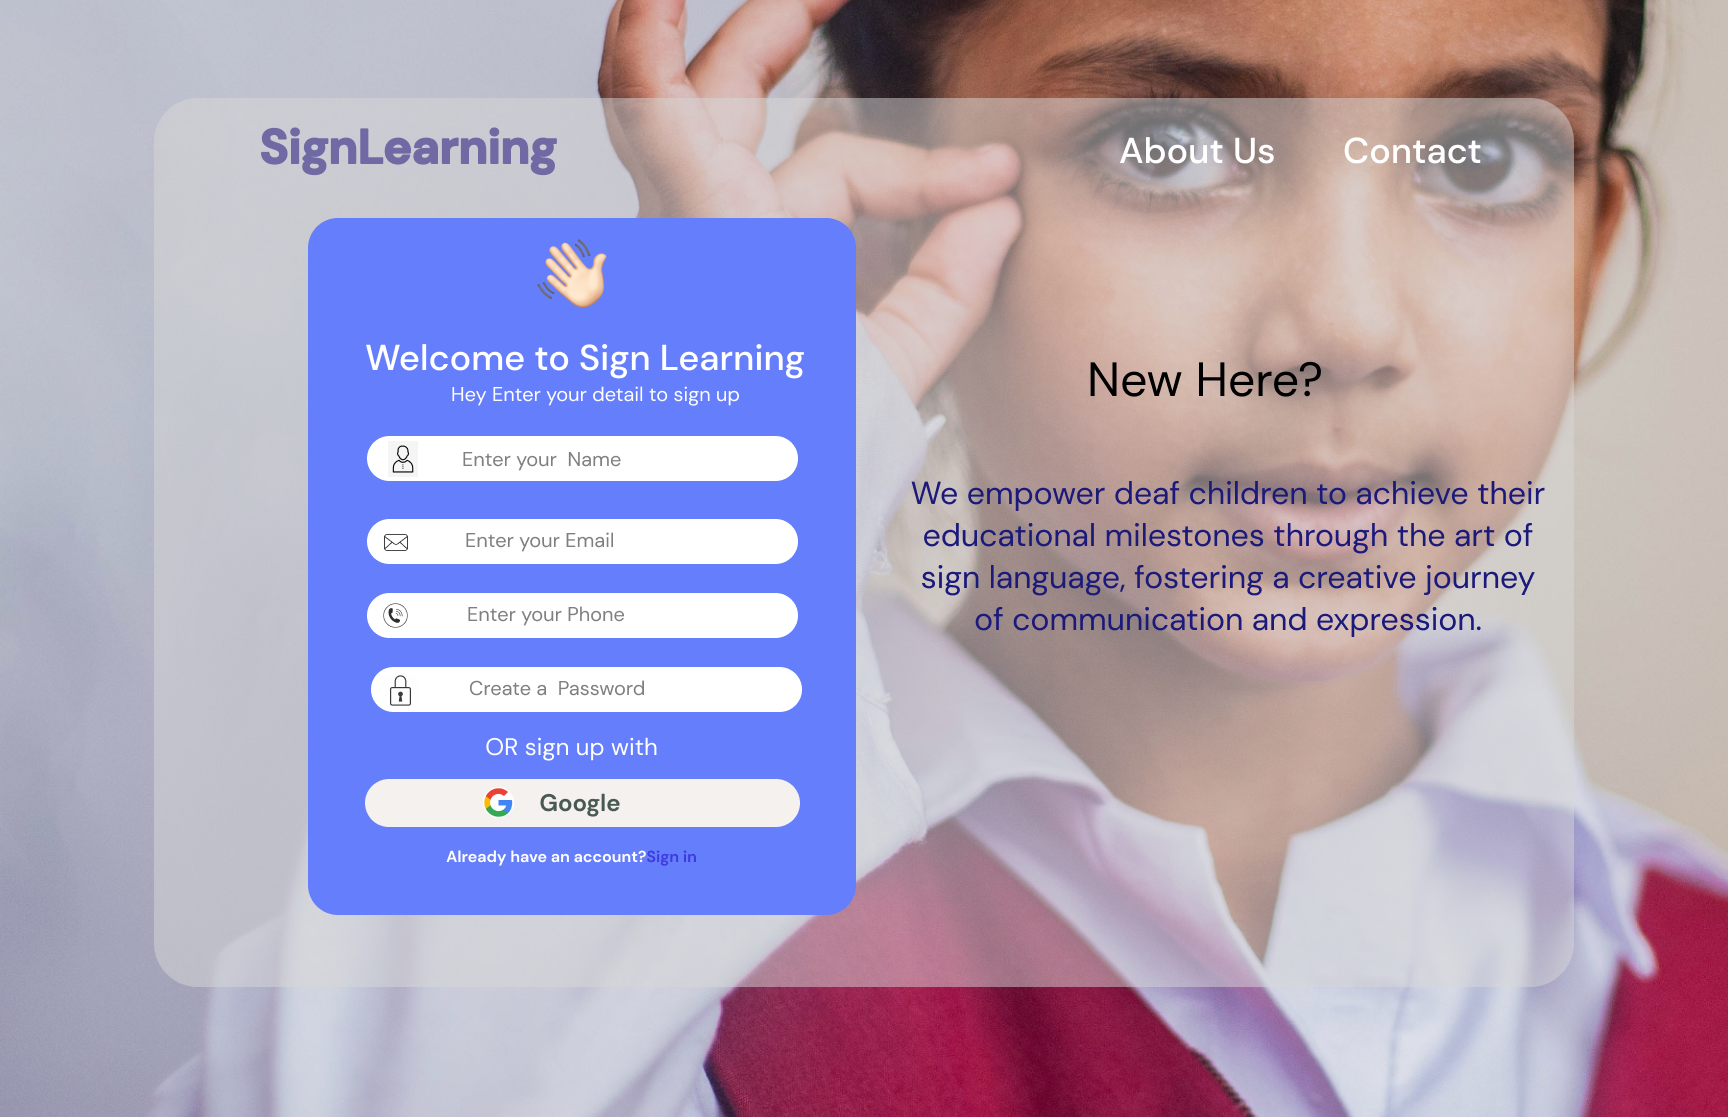 SignLearning
About Us
Contact
Welcome to Sign Learning
Hey Enter your detail to sign up
Enter your  Name
Enter your Email
Enter your Phone
Create a  Password
OR sign up with
Google
Already have an account?Sign in
New Here?
We empower deaf children to achieve their
educational milestones through the art of
sign language, fostering a creative journey
of communication and expression.